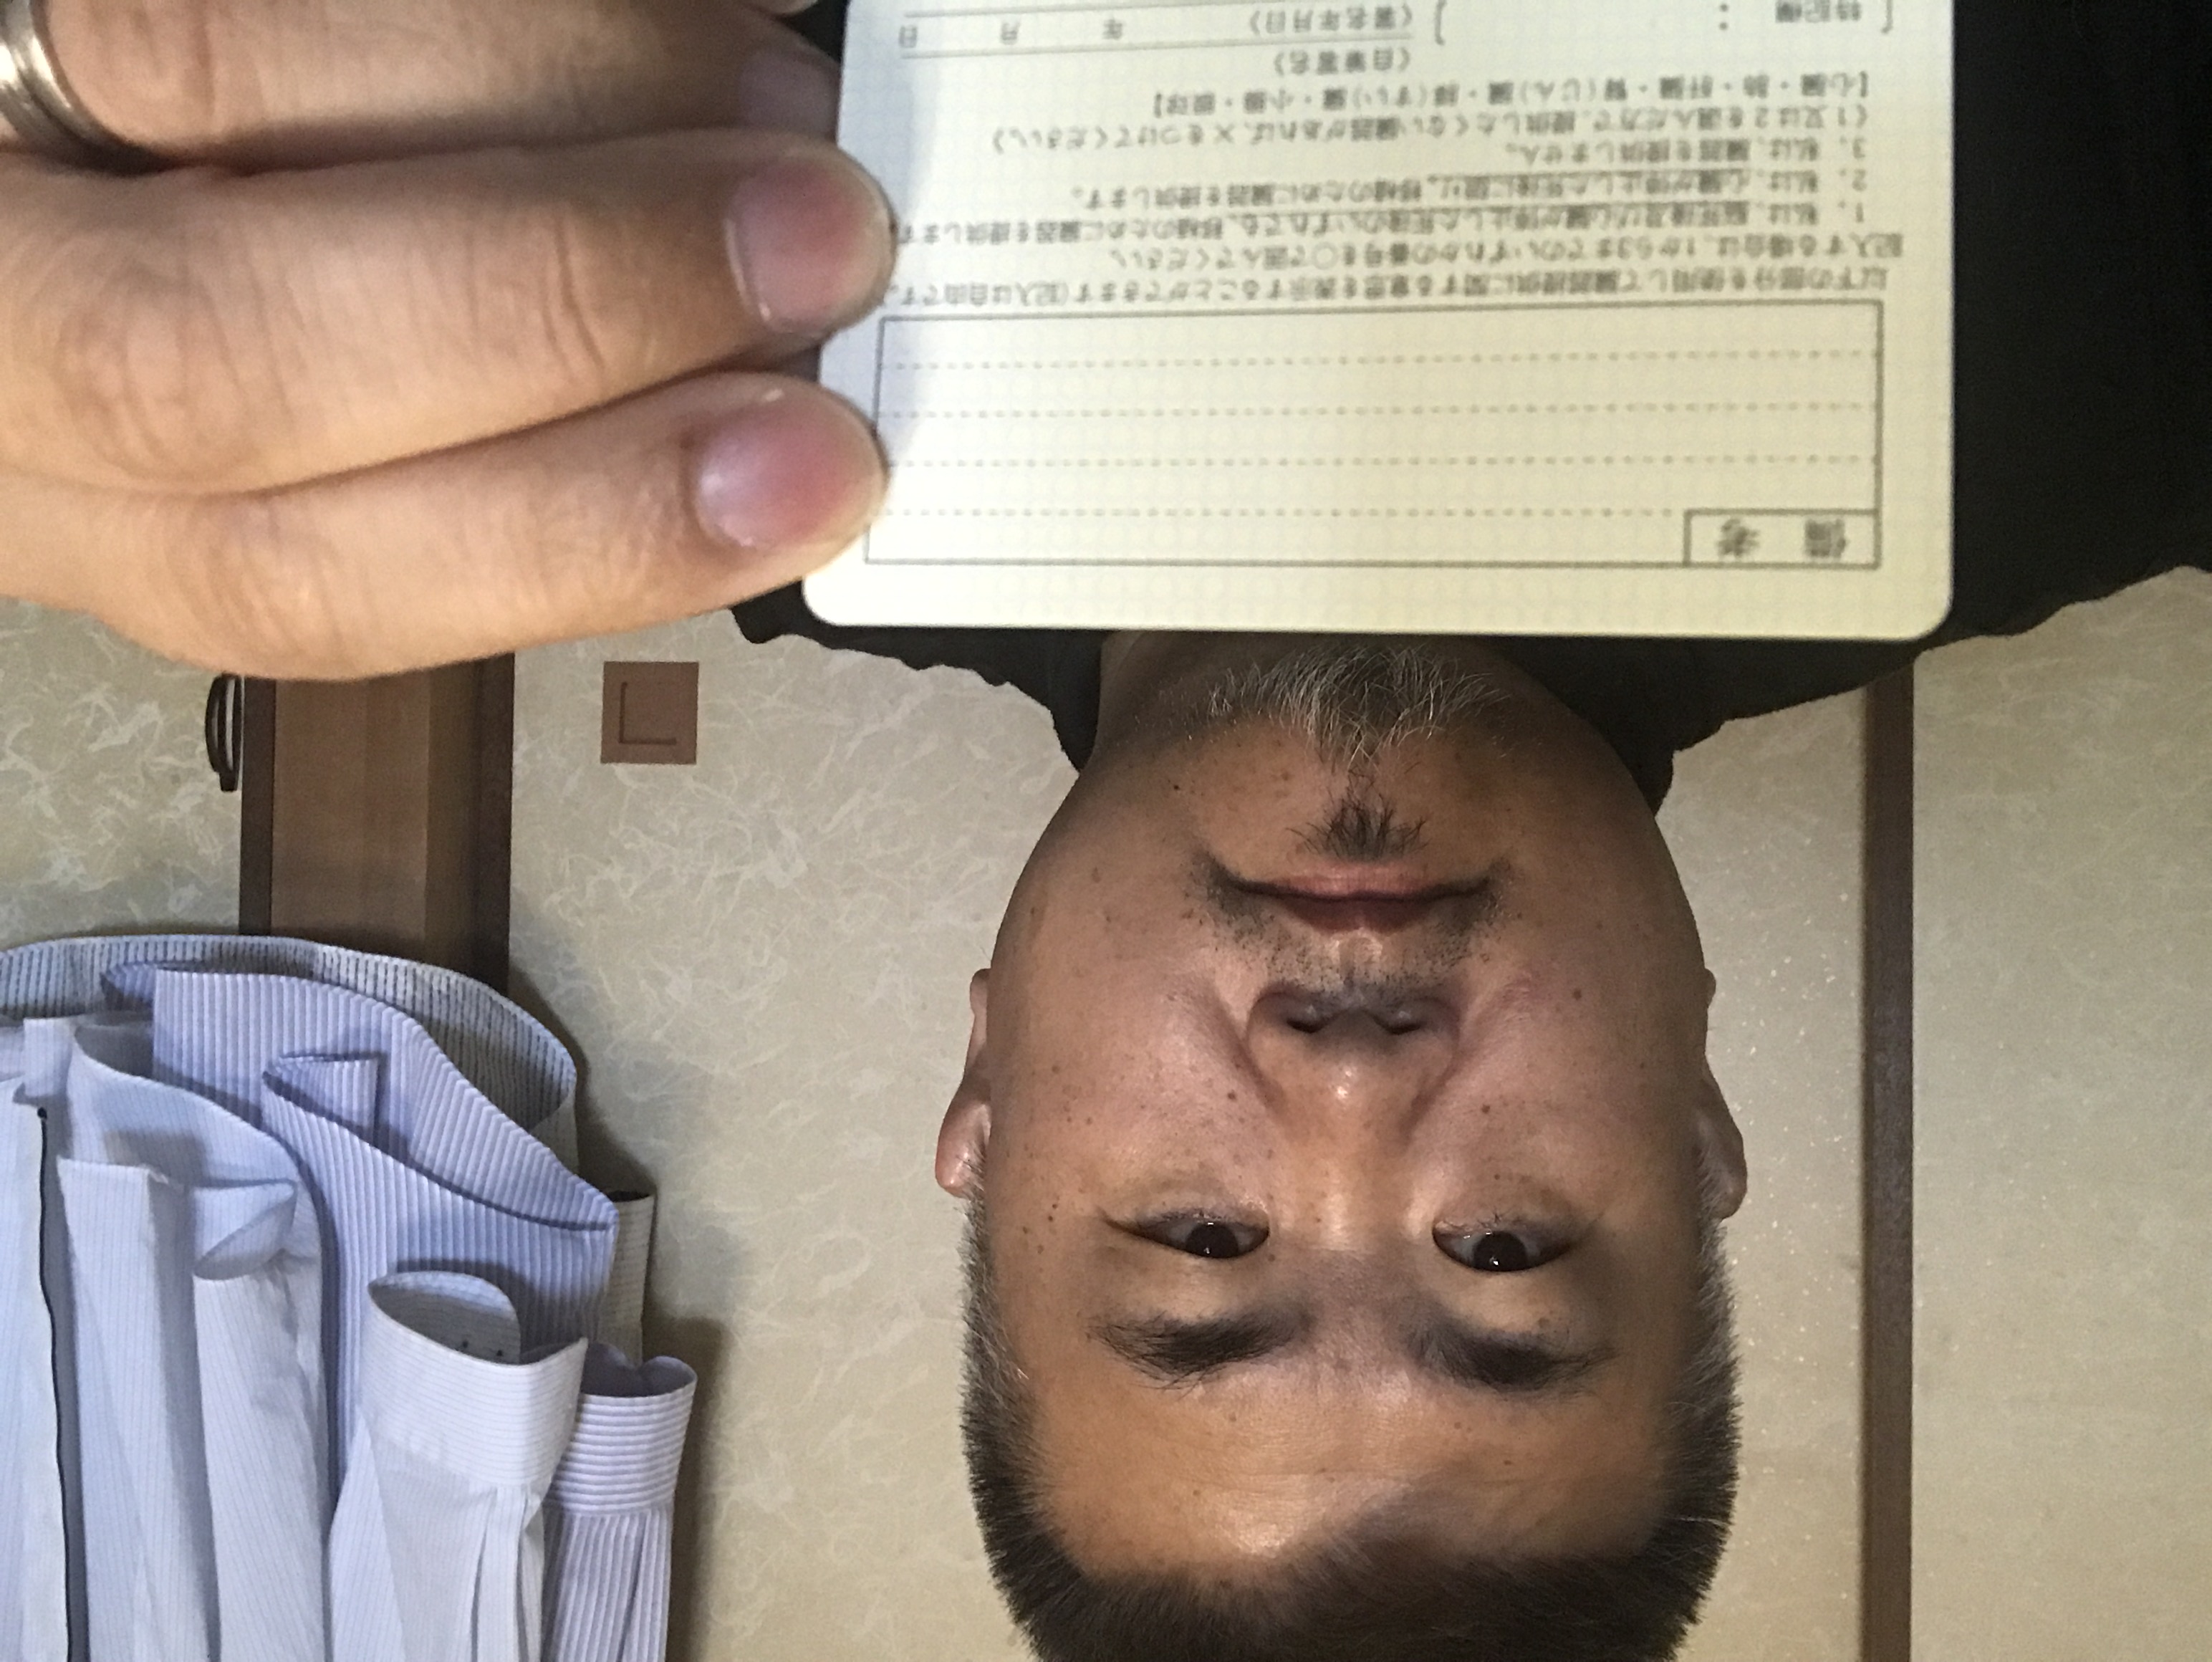 備 考
以下の部分を使用して臓器提供に関する意思を表示することができます(記入は自由です。
記入する場合は、1から3までのいずれかの番号を○で囲んでください。
1. 私は、脳死後及び心臓が停止した死後のいずれでも、移植のために臓器を提供します
2. 私は、心臓が停止した死後に限り、移植のために臓器を提供します。
3. 私は、臓器を提供しません。
《1又は2を選んだ方で、提供したくない臓器があれば、×をつけてください。》
【心臓・肺・肝臓・腎(じん)臓・膵(すい)臓・小腸・眼球】
《自筆署名》
〔 特記欄 : 〕
《署名年月日》 年 月 日